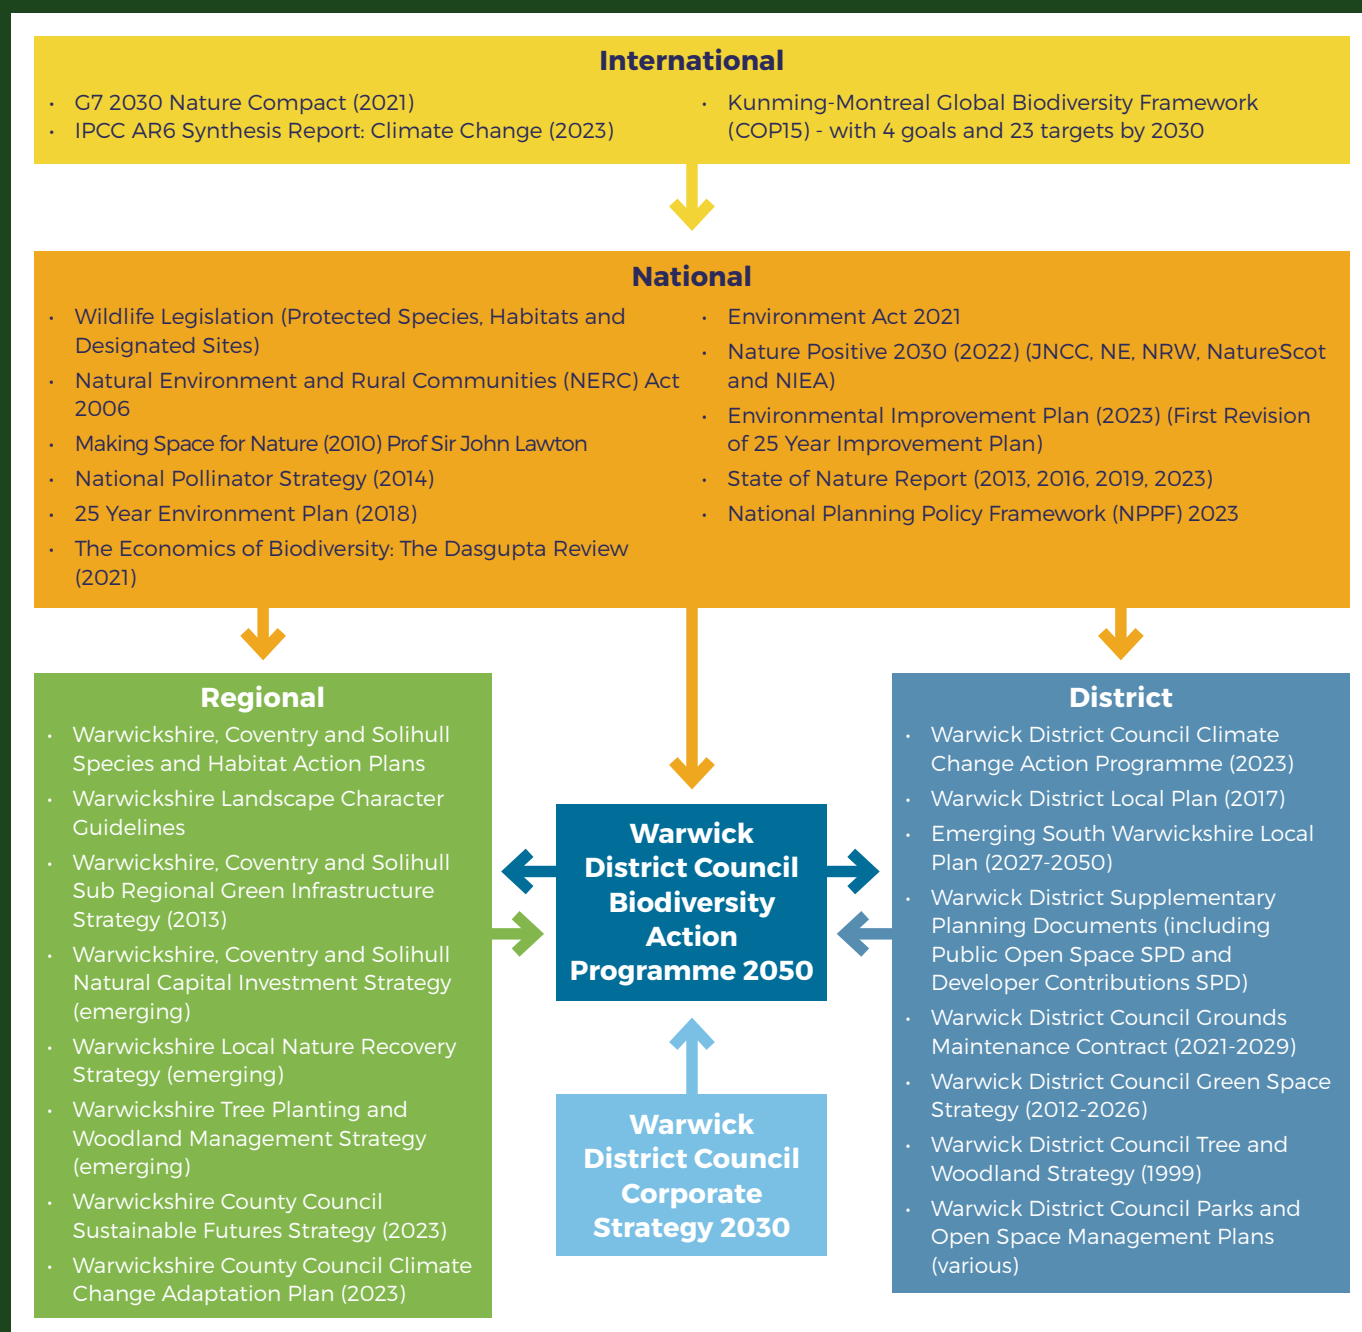 International
• G7 2030 Nature Compact (2021)
• IPCC AR6 Synthesis Report: Climate Change (2023)
• Kunming-Montreal Global Biodiversity Framework
(COP15) - with 4 goals and 23 targets by 2030
National
• Wildlife Legislation (Protected Species, Habitats and
Designated Sites)
• Natural Environment and Rural Communities (NERC) Act
2006
• Making Space for Nature (2010) Prof Sir John Lawton
• National Pollinator Strategy (2014)
• 25 Year Environment Plan (2018)
• The Economics of Biodiversity: The Dasgupta Review
(2021)
• Environment Act 2021
• Nature Positive 2030 (2022) (JNCC, NE, NRW, NatureScot
and NIEA)
• Environmental Improvement Plan (2023) (First Revision
of 25 Year Improvement Plan)
• State of Nature Report (2013, 2016, 2019, 2023)
• National Planning Policy Framework (NPPF) 2023
Regional
• Warwickshire, Coventry and Solihull
Species and Habitat Action Plans
• Warwickshire Landscape Character
Guidelines
• Warwickshire, Coventry and Solihull
Sub Regional Green Infrastructure
Strategy (2013)
• Warwickshire, Coventry and Solihull
Natural Capital Investment Strategy
(emerging)
• Warwickshire Local Nature Recovery
Strategy (emerging)
• Warwickshire Tree Planting and
Woodland Management Strategy
(emerging)
• Warwickshire County Council
Sustainable Futures Strategy (2023)
• Warwickshire County Council Climate
Change Adaptation Plan (2023)
Warwick
District Council
Biodiversity
Action
Programme 2050
Warwick
District Council
Corporate
Strategy 2030
District
• Warwick District Council Climate
Change Action Programme (2023)
• Warwick District Local Plan (2017)
• Emerging South Warwickshire Local
Plan (2027-2050)
• Warwick District Supplementary
Planning Documents (including
Public Open Space SPD and
Developer Contributions SPD)
• Warwick District Council Grounds
Maintenance Contract (2021-2029)
• Warwick District Council Green Space
Strategy (2012-2026)
• Warwick District Council Tree and
Woodland Strategy (1999)
• Warwick District Council Parks and
Open Space Management Plans
(various)